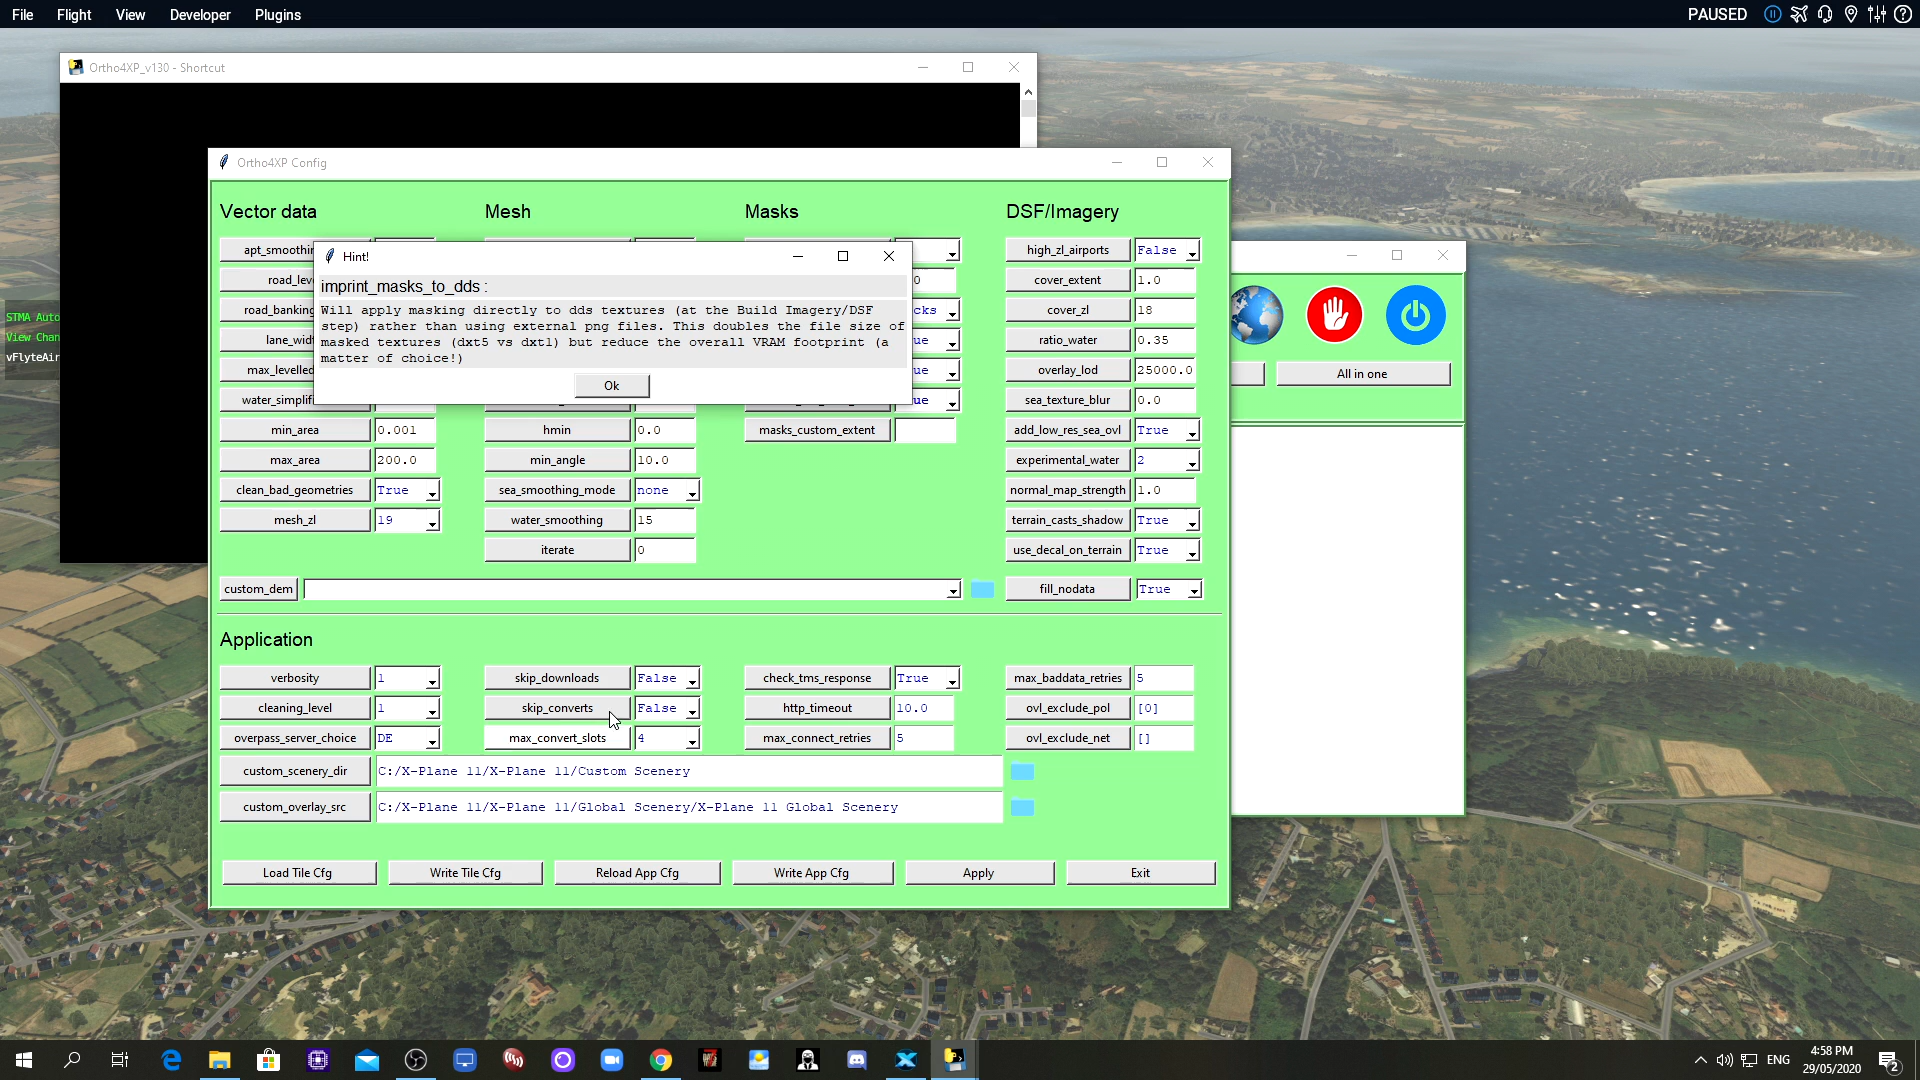 File Flight View Developer Plugins
PAUSED
Ortho4XP_v130 - Shortcut
Ortho4XP Config
Vector data
Mesh
Masks
DSF/Imagery
high_zl_airports False
Hint!
imprint_masks_to_dds :
Will apply masking directly to dds textures (at the Build Imagery/DSF
step) rather than using external png files. This doubles the file size of
masked textures (dxt5 vs dxt1) but reduce the overall VRAM footprint (a
matter of choice!)
Ok
cover_extent 1.0
cover_zl 18
ratio_water 0.35
overlay_lod 25000.0
sea_texture_blur 0.0
All in one
STMA Auto
View Chan
vFlyteAir
min_area 0.001 hmin 0.0 masks_custom_extent add_low_res_sea_ovl True
max_area 200.0 min_angle 10.0 experimental_water 2
clean_bad_geometries True sea_smoothing_mode none normal_map_strength 1.0
mesh_zl 19 water_smoothing 15 terrain_casts_shadow True
iterate 0 use_decal_on_terrain True
custom_dem fill_nodata True
Application
verbosity 1 skip_downloads False check_tms_response True max_baddata_retries 5
cleaning_level 1 skip_converts False http_timeout 10.0 ovl_exclude_pol [0]
overpass_server_choice DE max_convert_slots 4 max_connect_retries 5 ovl_exclude_net []
custom_scenery_dir C:/X-Plane 11/X-Plane 11/Custom Scenery
custom_overlay_src C:/X-Plane 11/X-Plane 11/Global Scenery/X-Plane 11 Global Scenery
Load Tile Cfg Write Tile Cfg Reload App Cfg Write App Cfg Apply Exit
ENG
4:58 PM
29/05/2020
2